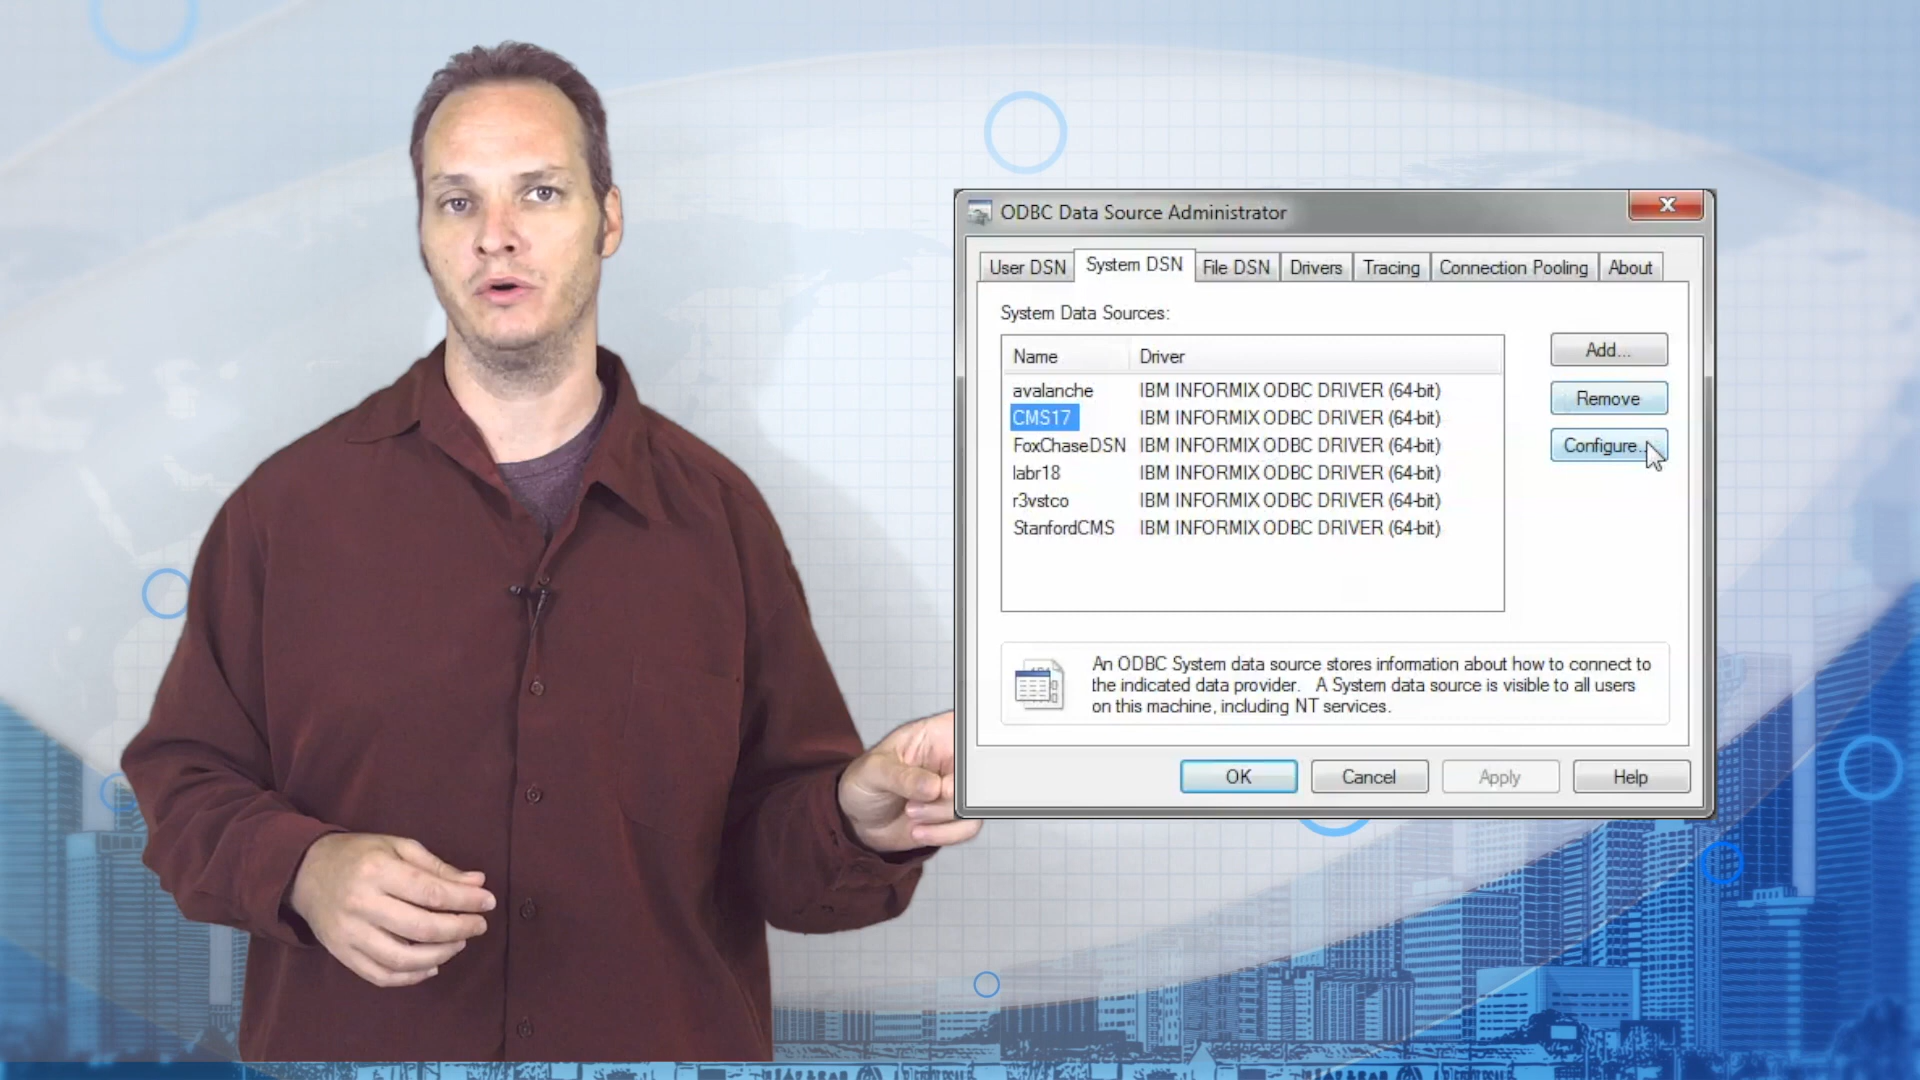 ODBC Data Source Administrator
User DSN System DSN File DSN Drivers Tracing Connection Pooling About
System Data Sources:
Name Driver
avalanche IBM INFORMIX ODBC DRIVER (64-bit)
CMS17 IBM INFORMIX ODBC DRIVER (64-bit)
FoxChaseDSN IBM INFORMIX ODBC DRIVER (64-bit)
labr18 IBM INFORMIX ODBC DRIVER (64-bit)
r3vstco IBM INFORMIX ODBC DRIVER (64-bit)
StanfordCMS IBM INFORMIX ODBC DRIVER (64-bit)
Add...
Remove
Configure...
An ODBC System data source stores information about how to connect to
the indicated data provider. A System data source is visible to all users
on this machine, including NT services.
OK Cancel Apply Help